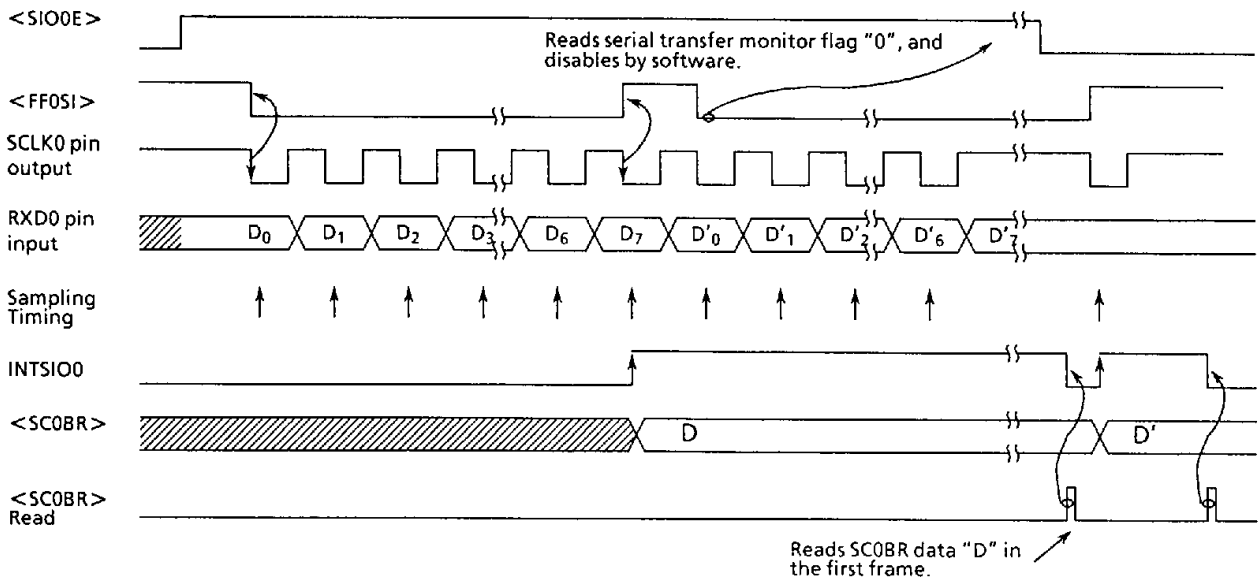 <SIO0E>
Reads serial transfer monitor flag "0", and
disables by software.
<FF0SI>
SCLK0 pin
output
RXD0 pin
input
D0 D1 D2 D3 D6 D7 D'0 D'1 D'2 D'6 D'7
Sampling
Timing
INTSIO0
<SC0BR>
D D'
<SC0BR>
Read
Reads SC0BR data "D" in
the first frame.